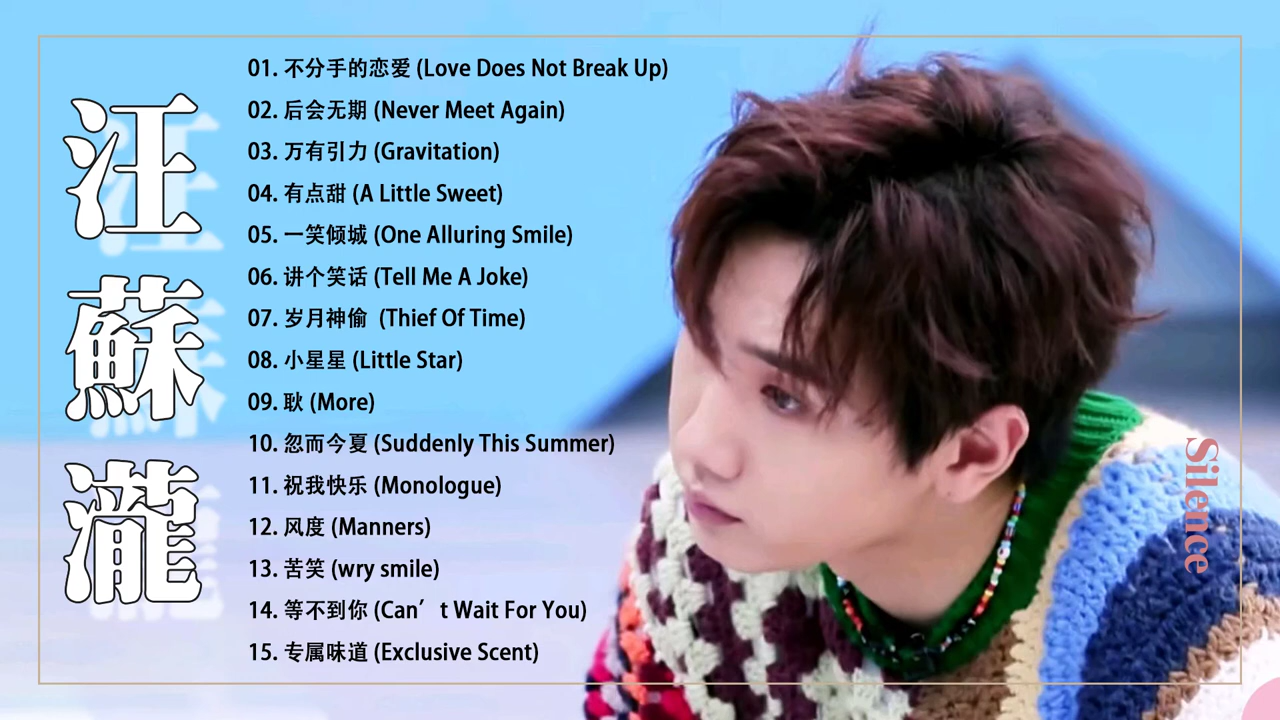 汪蘇瀧
01. 不分手的恋爱 (Love Does Not Break Up)
02. 后会无期 (Never Meet Again)
03. 万有引力 (Gravitation)
04. 有点甜 (A Little Sweet)
05. 一笑倾城 (One Alluring Smile)
06. 讲个笑话 (Tell Me A Joke)
07. 岁月神偷 (Thief Of Time)
08. 小星星 (Little Star)
09. 耿 (More)
10. 忽而今夏 (Suddenly This Summer)
11. 祝我快乐 (Monologue)
12. 风度 (Manners)
13. 苦笑 (wry smile)
14. 等不到你 (Can’t Wait For You)
15. 专属味道 (Exclusive Scent)
Silence